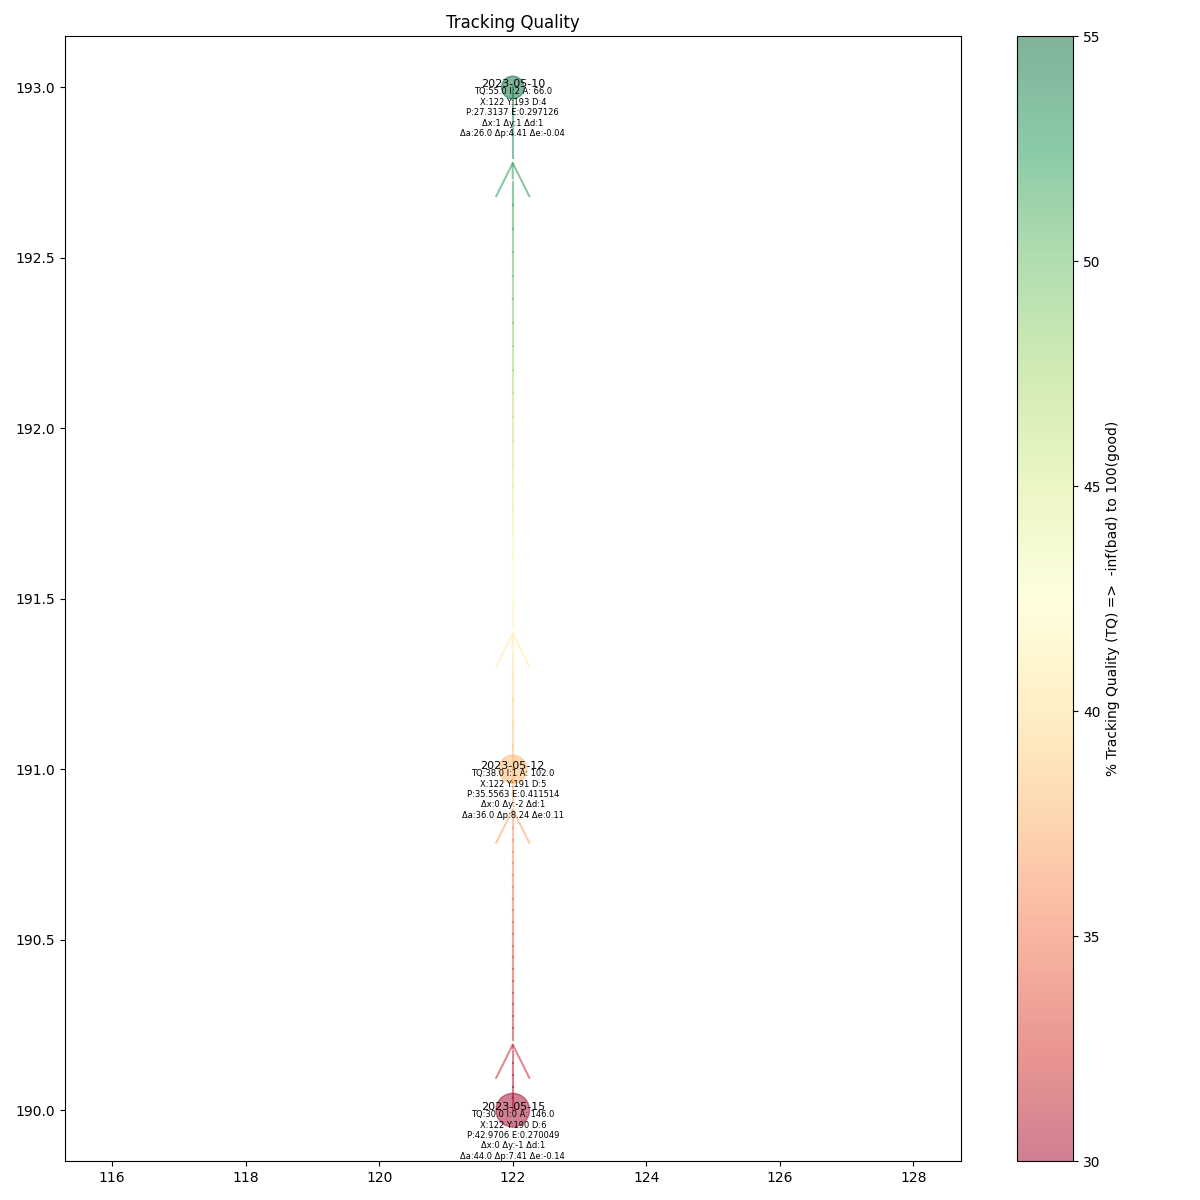 Tracking Quality
193.0
192.5
192.0
191.5
191.0
190.5
190.0
2023-05-10
TQ:55.0 I:2 A: 66.0
X:122 Y:193 D:4
P:27.3137 E:0.297126
Δx:1 Δy:1 Δd:1
Δa:26.0 Δp:4.41 Δe:-0.04
2023-05-12
TQ:38.0 I:1 A: 102.0
X:122 Y:191 D:5
P:35.5563 E:0.411514
Δx:0 Δy:-2 Δd:1
Δa:36.0 Δp:8.24 Δe:0.11
2023-05-15
TQ:30.0 I:0 A: 146.0
X:122 Y:190 D:6
P:42.9706 E:0.270049
Δx:0 Δy:-1 Δd:1
Δa:44.0 Δp:7.41 Δe:-0.14
116
118
120
122
124
126
128
55
50
45
40
35
30
% Tracking Quality (TQ) => -inf(bad) to 100(good)